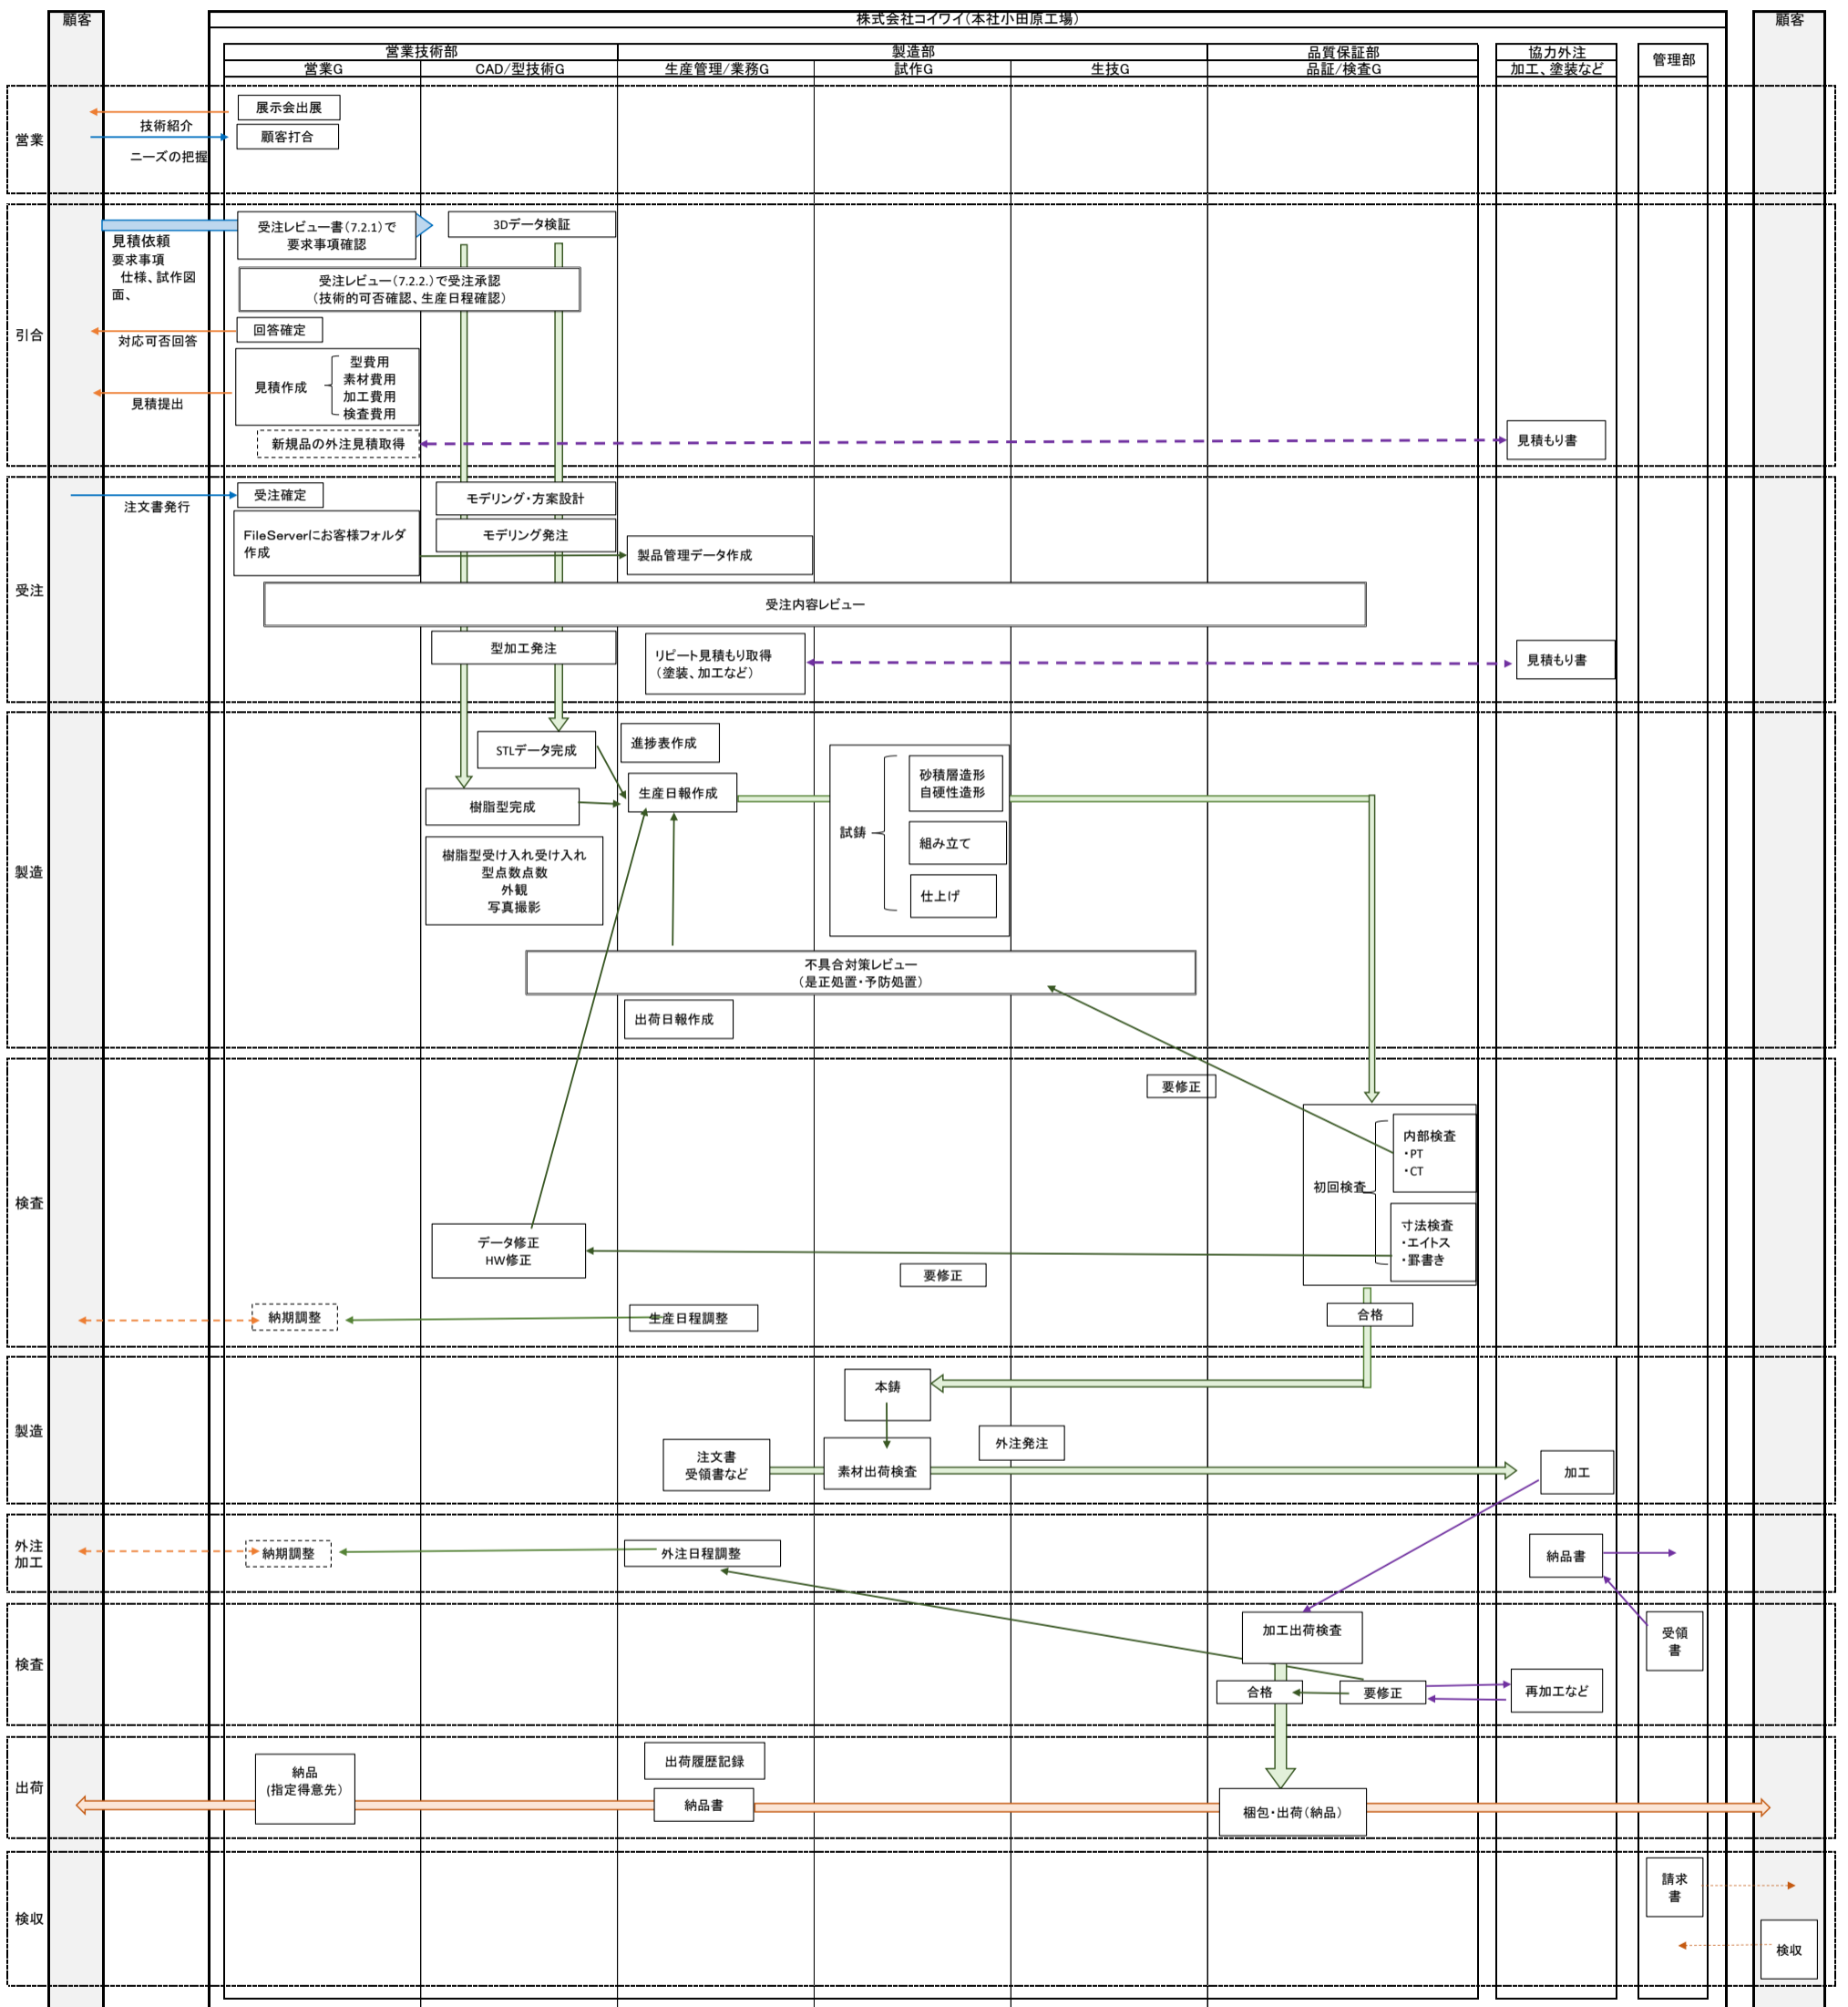 顧客
株式会社コイワイ(本社小田原工場)
顧客
営業技術部
製造部
品質保証部
協力外注
管理部
営業G
CAD/型技術G
生産管理/業務G
試作G
生技G
品証/検査G
加工、塗装など
営業
展示会出展
技術紹介
顧客打合
ニーズの把握
引合
見積依頼
要求事項
仕様、試作図
面、
受注レビュー書(7.2.1)で
要求事項確認
3Dデータ検証
受注レビュー(7.2.2.)で受注承認
(技術的可否確認、生産日程確認)
回答確定
対応可否回答
見積作成
型費用
素材費用
加工費用
検査費用
見積提出
新規品の外注見積取得
見積もり書
受注
注文書発行
受注確定
モデリング・方案設計
FileServerにお客様フォルダ
作成
モデリング発注
製品管理データ作成
受注内容レビュー
型加工発注
リピート見積もり取得
(塗装、加工など)
見積もり書
製造
STLデータ完成
進捗表作成
樹脂型完成
生産日報作成
試鋳
砂積層造形
自硬性造形
組み立て
仕上げ
樹脂型受け入れ受け入れ
型点数点数
外観
写真撮影
不具合対策レビュー
(是正処置・予防処置)
出荷日報作成
検査
要修正
初回検査
内部検査
・PT
・CT
寸法検査
・エイトス
・罫書き
データ修正
HW修正
要修正
納期調整
生産日程調整
合格
製造
本鋳
外注発注
注文書
受領書など
素材出荷検査
加工
外注
加工
納期調整
外注日程調整
納品書
検査
加工出荷検査
受領
書
合格
要修正
再加工など
出荷
納品
(指定得意先)
出荷履歴記録
納品書
梱包・出荷(納品)
検収
請求
書
検収